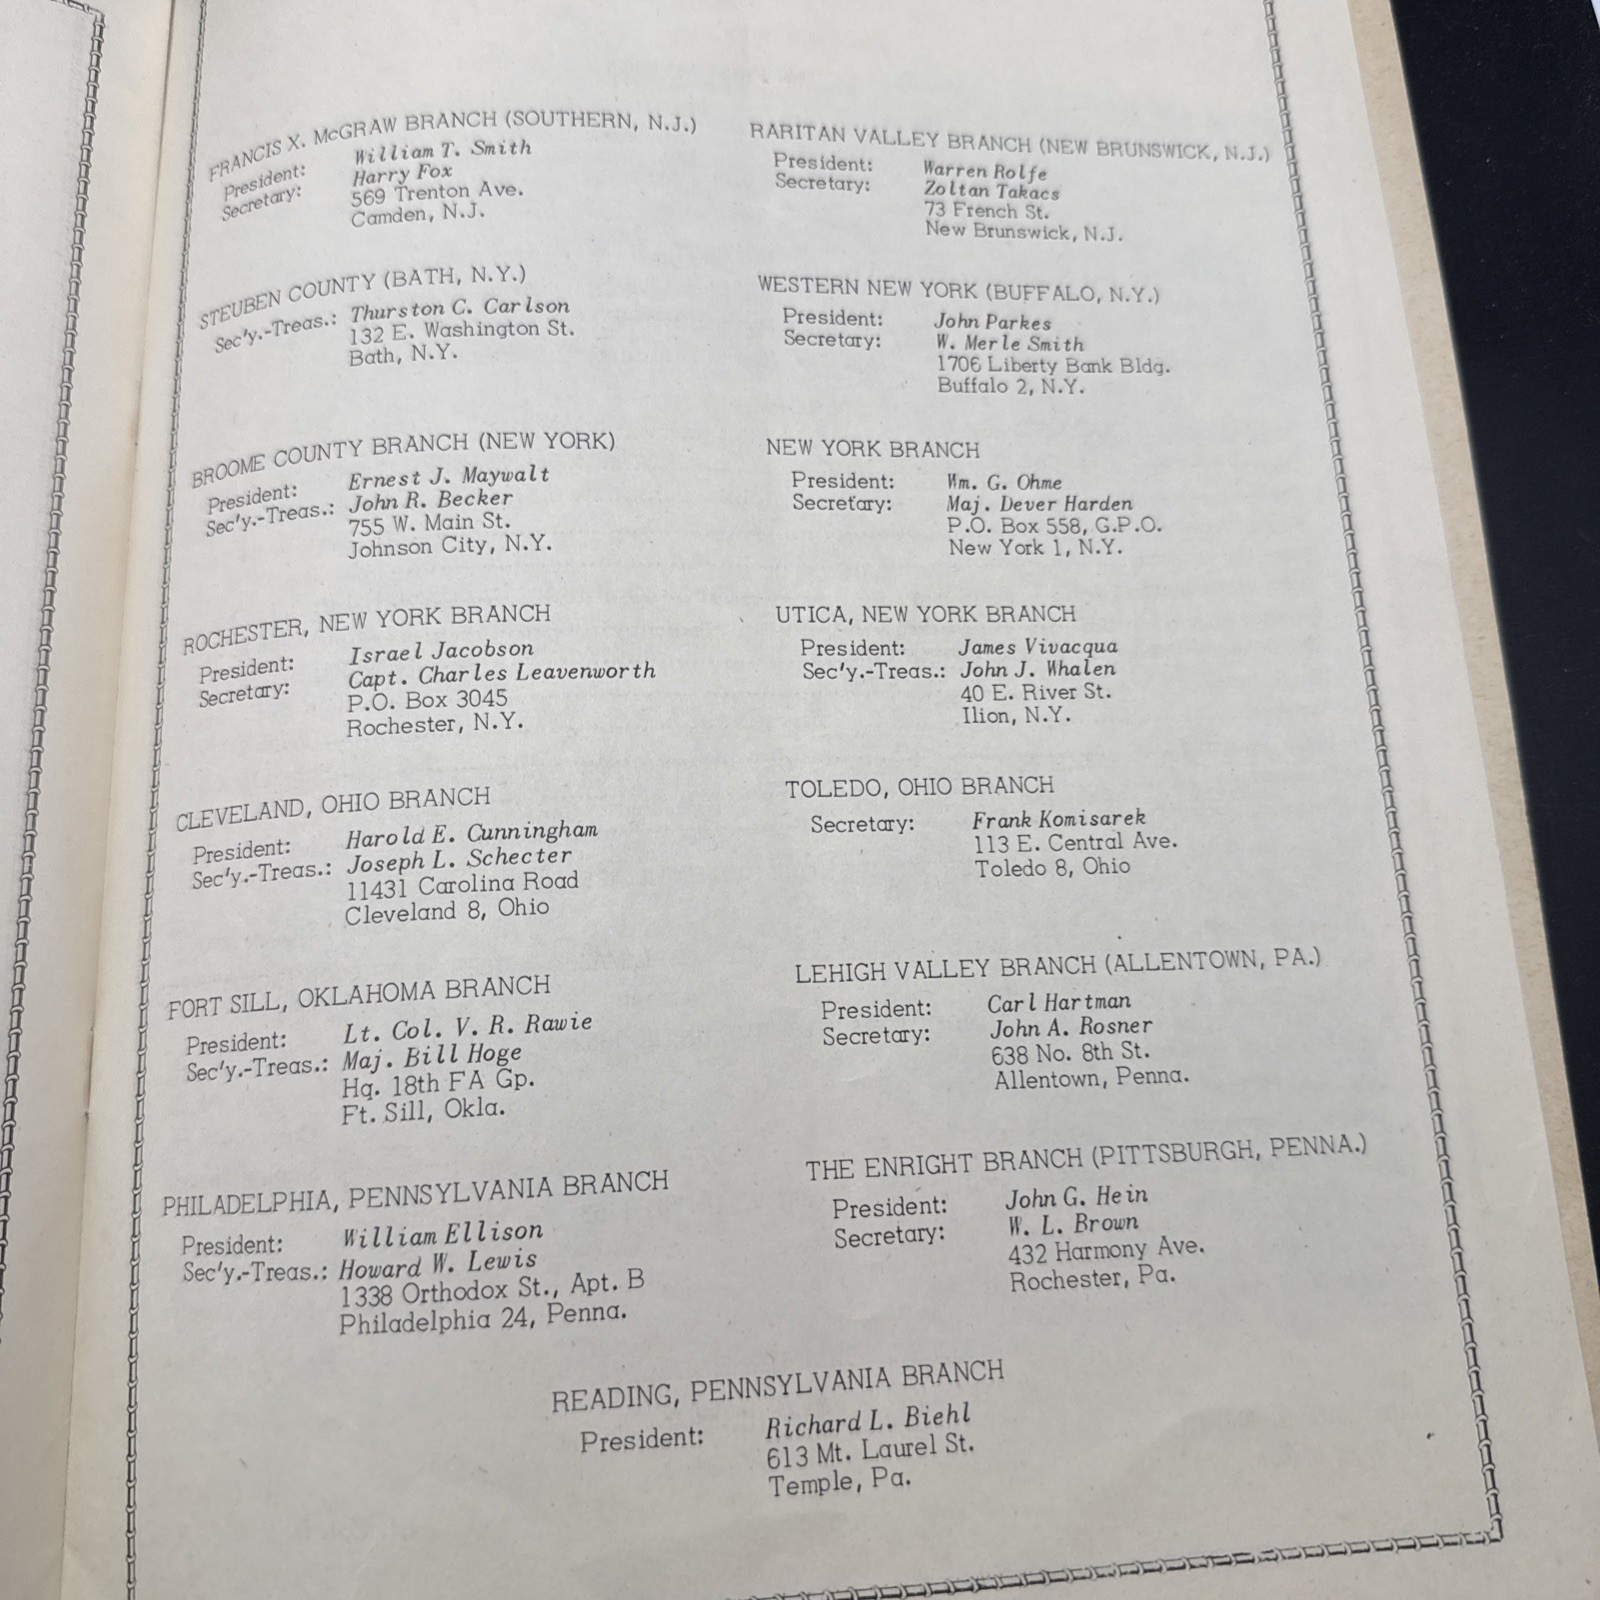 FRANCIS X. McGRAW BRANCH (SOUTHERN, N.J.)
President: William T. Smith
Secretary: Harry Fox
569 Trenton Ave.
Camden, N.J.
RARITAN VALLEY BRANCH (NEW BRUNSWICK, N.J.)
President: Warren Rolfe
Secretary: Zoltan Takacs
73 French St.
New Brunswick, N.J.
STEUBEN COUNTY (BATH, N.Y.)
Sec'y.-Treas.: Thurston C. Carlson
132 E. Washington St.
Bath, N.Y.
WESTERN NEW YORK (BUFFALO, N.Y.)
President: John Parkes
Secretary: W. Merle Smith
1706 Liberty Bank Bldg.
Buffalo 2, N.Y.
BROOME COUNTY BRANCH (NEW YORK)
President: Ernest J. Maywalt
Sec'y.-Treas.: John R. Becker
755 W. Main St.
Johnson City, N.Y.
NEW YORK BRANCH
President: Wm. G. Ohme
Secretary: Maj. Dever Harden
P.O. Box 558, G.P.O.
New York 1, N.Y.
ROCHESTER, NEW YORK BRANCH
President: Israel Jacobson
Secretary: Capt. Charles Leavenworth
P.O. Box 3045
Rochester, N.Y.
UTICA, NEW YORK BRANCH
President: James Vivacqua
Sec'y.-Treas.: John J. Whalen
40 E. River St.
Ilion, N.Y.
CLEVELAND, OHIO BRANCH
President: Harold E. Cunningham
Sec'y.-Treas.: Joseph L. Schecter
11431 Carolina Road
Cleveland 8, Ohio
TOLEDO, OHIO BRANCH
Secretary: Frank Komisarek
113 E. Central Ave.
Toledo 8, Ohio
FORT SILL, OKLAHOMA BRANCH
President: Lt. Col. V. R. Rawie
Sec'y.-Treas.: Maj. Bill Hoge
Hq. 18th FA Gp.
Ft. Sill, Okla.
LEHIGH VALLEY BRANCH (ALLENTOWN, PA.)
President: Carl Hartman
Secretary: John A. Rosner
638 No. 8th St.
Allentown, Penna.
PHILADELPHIA, PENNSYLVANIA BRANCH
President: William Ellison
Sec'y.-Treas.: Howard W. Lewis
1338 Orthodox St., Apt. B
Philadelphia 24, Penna.
THE ENRIGHT BRANCH (PITTSBURGH, PENNA.)
President: John G. Hein
Secretary: W. L. Brown
432 Harmony Ave.
Rochester, Pa.
READING, PENNSYLVANIA BRANCH
President: Richard L. Biehl
613 Mt. Laurel St.
Temple, Pa.